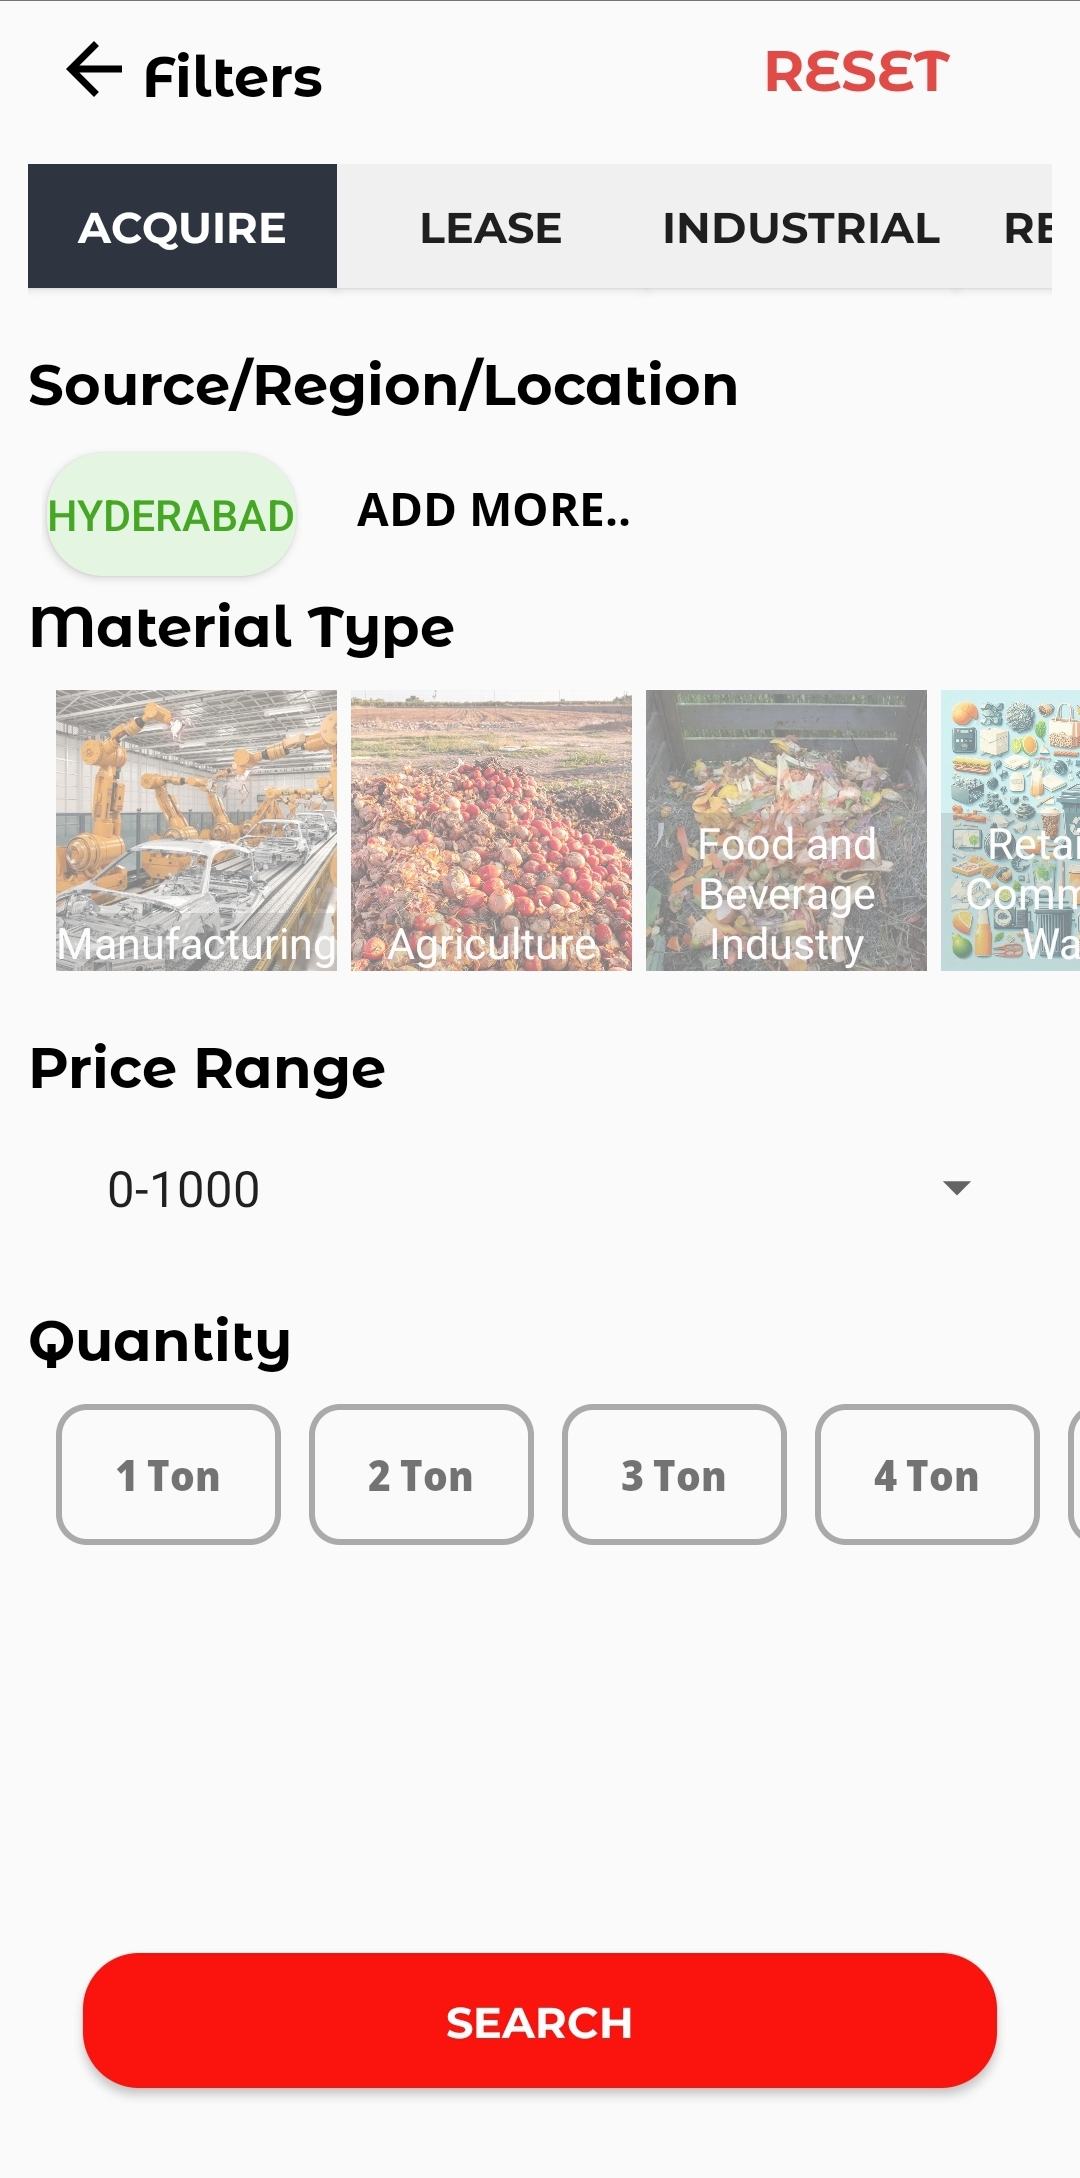 Filters RESET
ACQUIRE LEASE INDUSTRIAL RE
Source/Region/Location
HYDERABAD ADD MORE..
Material Type
Manufacturing
Agriculture
Food and
Beverage
Industry
Retai
Comm
Wa
Price Range
0-1000
Quantity
1 Ton 2 Ton 3 Ton 4 Ton
SEARCH